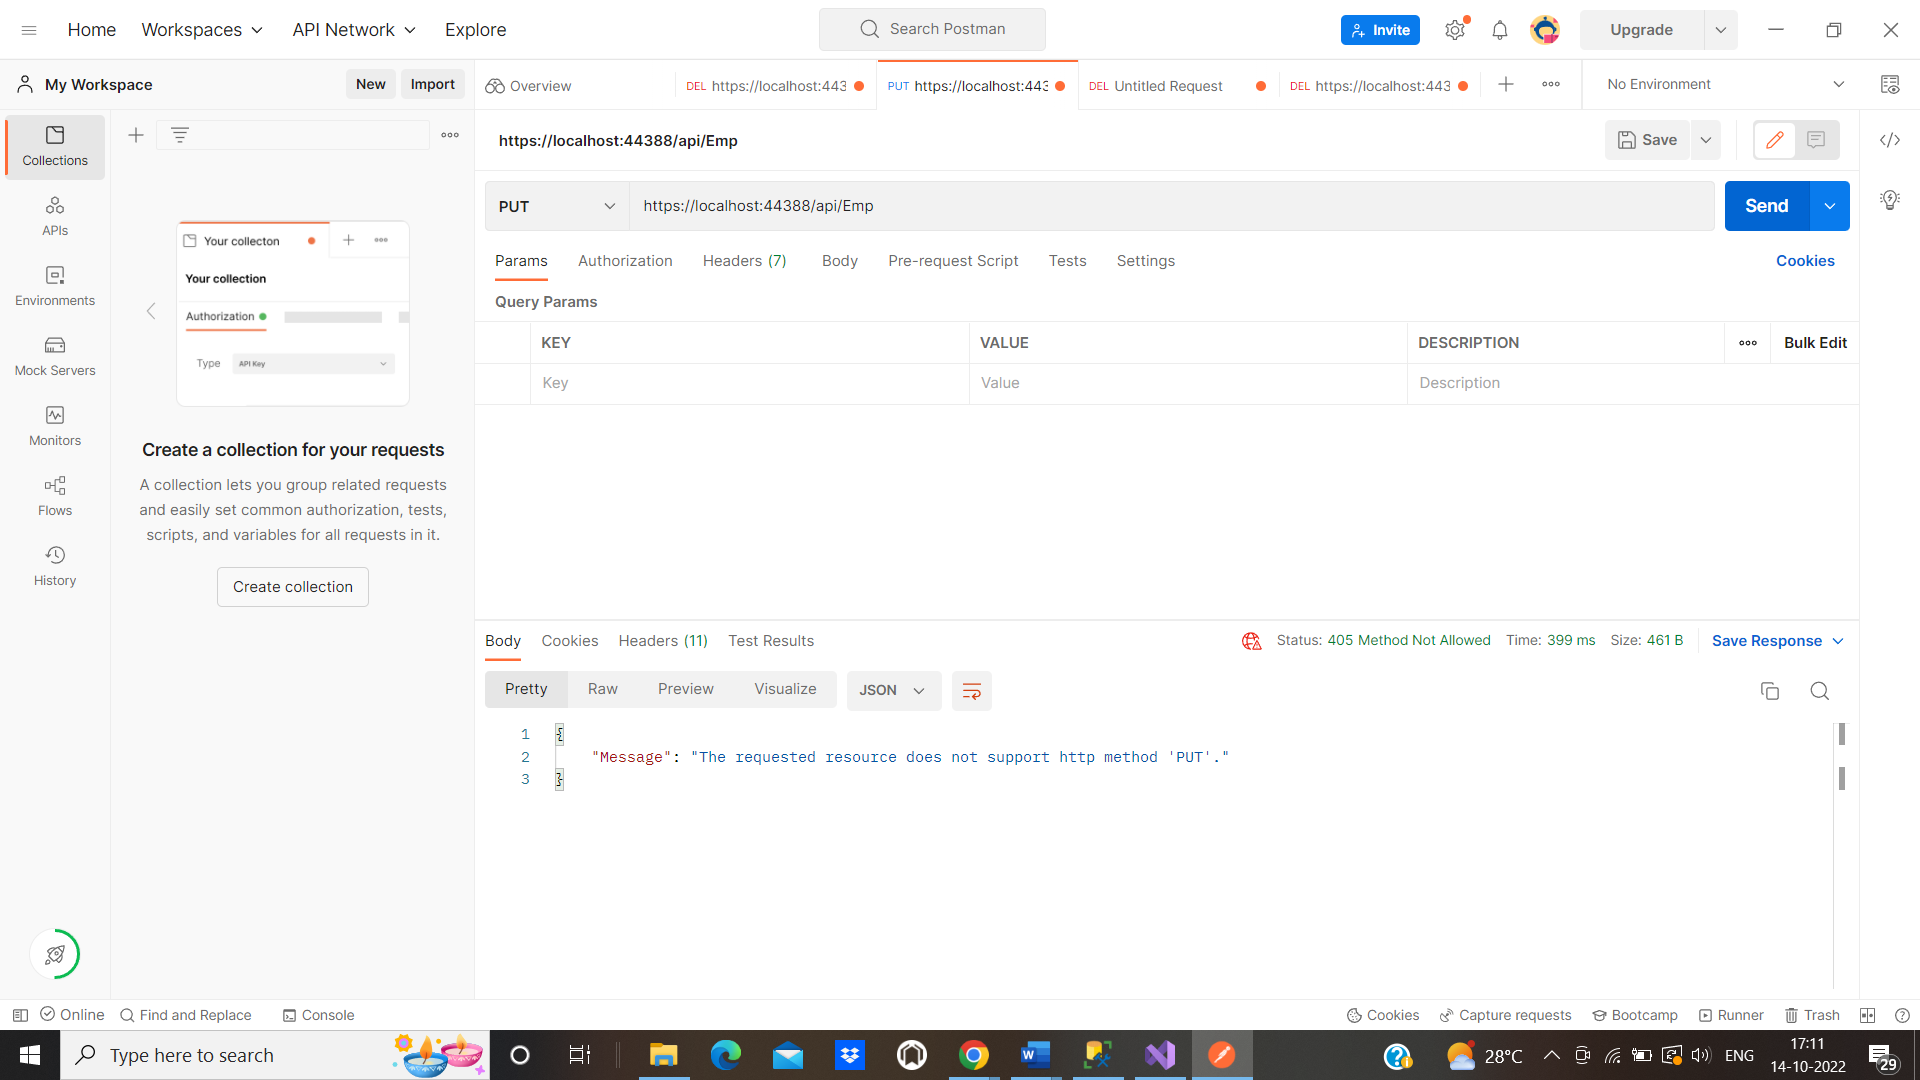 Home
Workspaces
API Network
Explore
Search Postman
Invite
Upgrade
My Workspace
New
Import
Overview
DEL https://localhost:443
PUT https://localhost:443
DEL Untitled Request
DEL https://localhost:443
No Environment
Collections
APIs
Environments
Mock Servers
Monitors
Flows
History
Your collecton
Your collection
Authorization
Type
API Key
Create a collection for your requests
A collection lets you group related requests
and easily set common authorization, tests,
scripts, and variables for all requests in it.
Create collection
https://localhost:44388/api/Emp
Save
PUT
https://localhost:44388/api/Emp
Send
Params
Authorization
Headers (7)
Body
Pre-request Script
Tests
Settings
Cookies
Query Params
KEY
VALUE
DESCRIPTION
Bulk Edit
Key
Value
Description
Body
Cookies
Headers (11)
Test Results
Status: 405 Method Not Allowed
Time: 399 ms
Size: 461 B
Save Response
Pretty
Raw
Preview
Visualize
JSON
1 {
2 "Message": "The requested resource does not support http method 'PUT'."
3 }
Online
Find and Replace
Console
Cookies
Capture requests
Bootcamp
Runner
Trash
Type here to search
28°C
ENG
17:11
14-10-2022
29